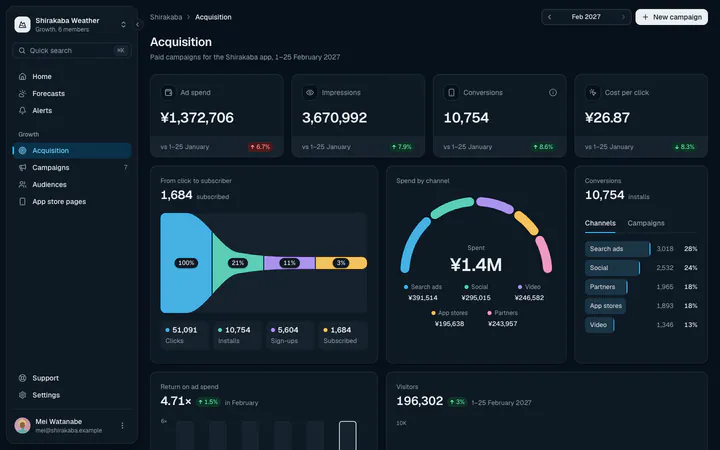 Shirakaba Weather
Growth, 6 members
Quick search ⌘K
Home
Forecasts
Alerts
Growth
Acquisition
Campaigns 7
Audiences
App store pages
Support
Settings
Mei Watanabe
mei@shirakaba.example
Shirakaba > Acquisition
Feb 2027
+ New campaign
Acquisition
Paid campaigns for the Shirakaba app, 1–25 February 2027
Ad spend
¥1,372,706
vs 1–25 January ↑ 6.7%
Impressions
3,670,992
vs 1–25 January ↑ 7.9%
Conversions
10,754
vs 1–25 January ↑ 8.6%
Cost per click
¥26.87
vs 1–25 January ↓ 8.3%
From click to subscriber
1,684 subscribed
100% 21% 11% 3%
51,091 10,754 5,604 1,684
Clicks Installs Sign-ups Subscribed
Spend by channel
Spent
¥1.4M
Search ads Social Video
¥391,514 ¥295,015 ¥246,582
App stores Partners
¥195,638 ¥243,957
Conversions
10,754 installs
Channels Campaigns
Search ads 3,018 28%
Social 2,532 24%
Partners 1,965 18%
App stores 1,893 18%
Video 1,346 13%
Return on ad spend
4.71× ↑ 1.5% in February
6×
Visitors
196,302 ↑ 3% 1–25 February 2027
10K